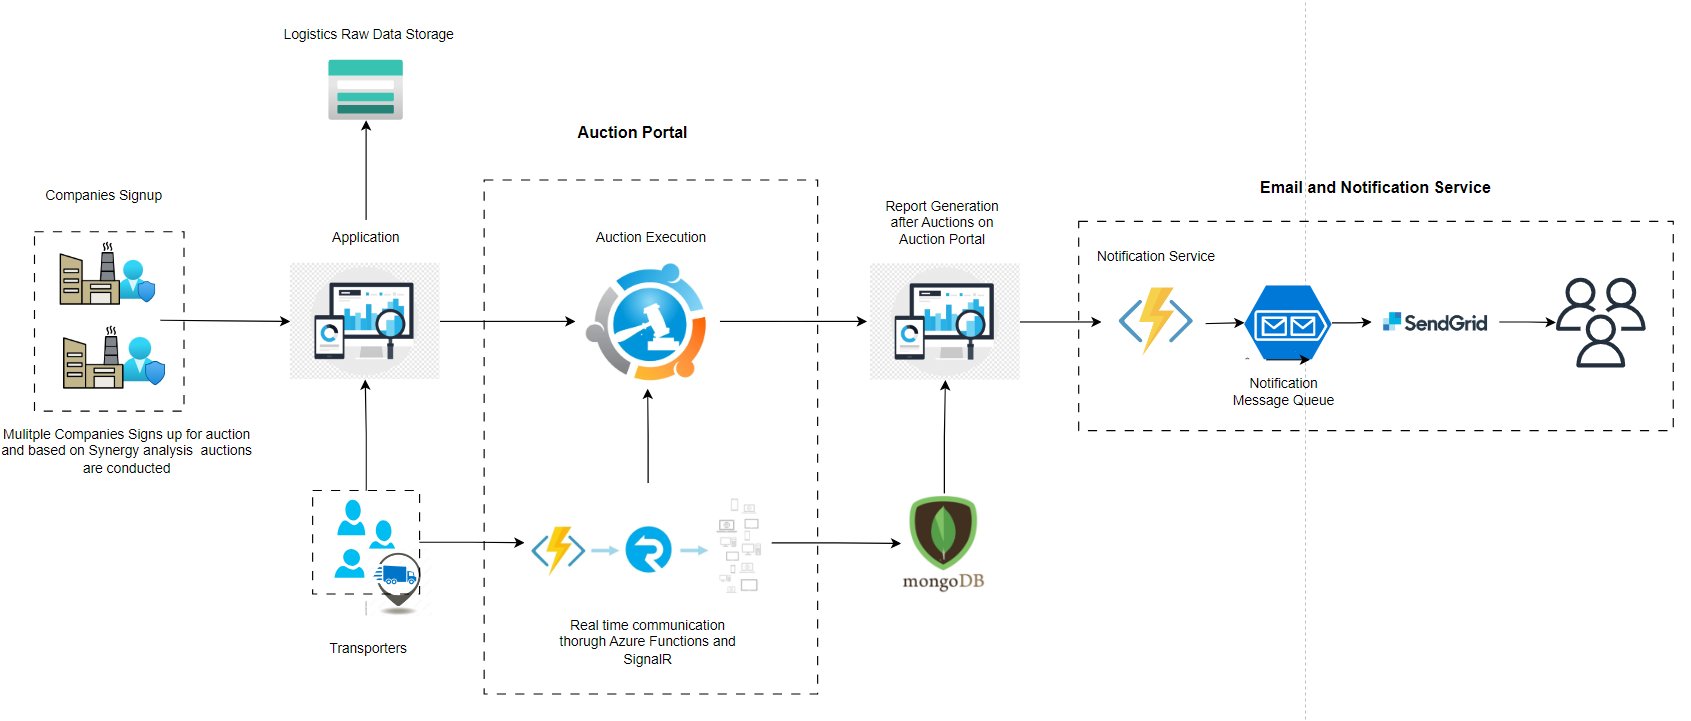 Logistics Raw Data Storage
Auction Portal
Companies Signup
Email and Notification Service
Application
Auction Execution
Report Generation
after Auctions on
Auction Portal
Notification Service
SendGrid
Notification
Message Queue
Mulitple Companies Signs up for auction
and based on Synergy analysis auctions
are conducted
mongoDB
Real time communication
thorugh Azure Functions and
SignalR
Transporters